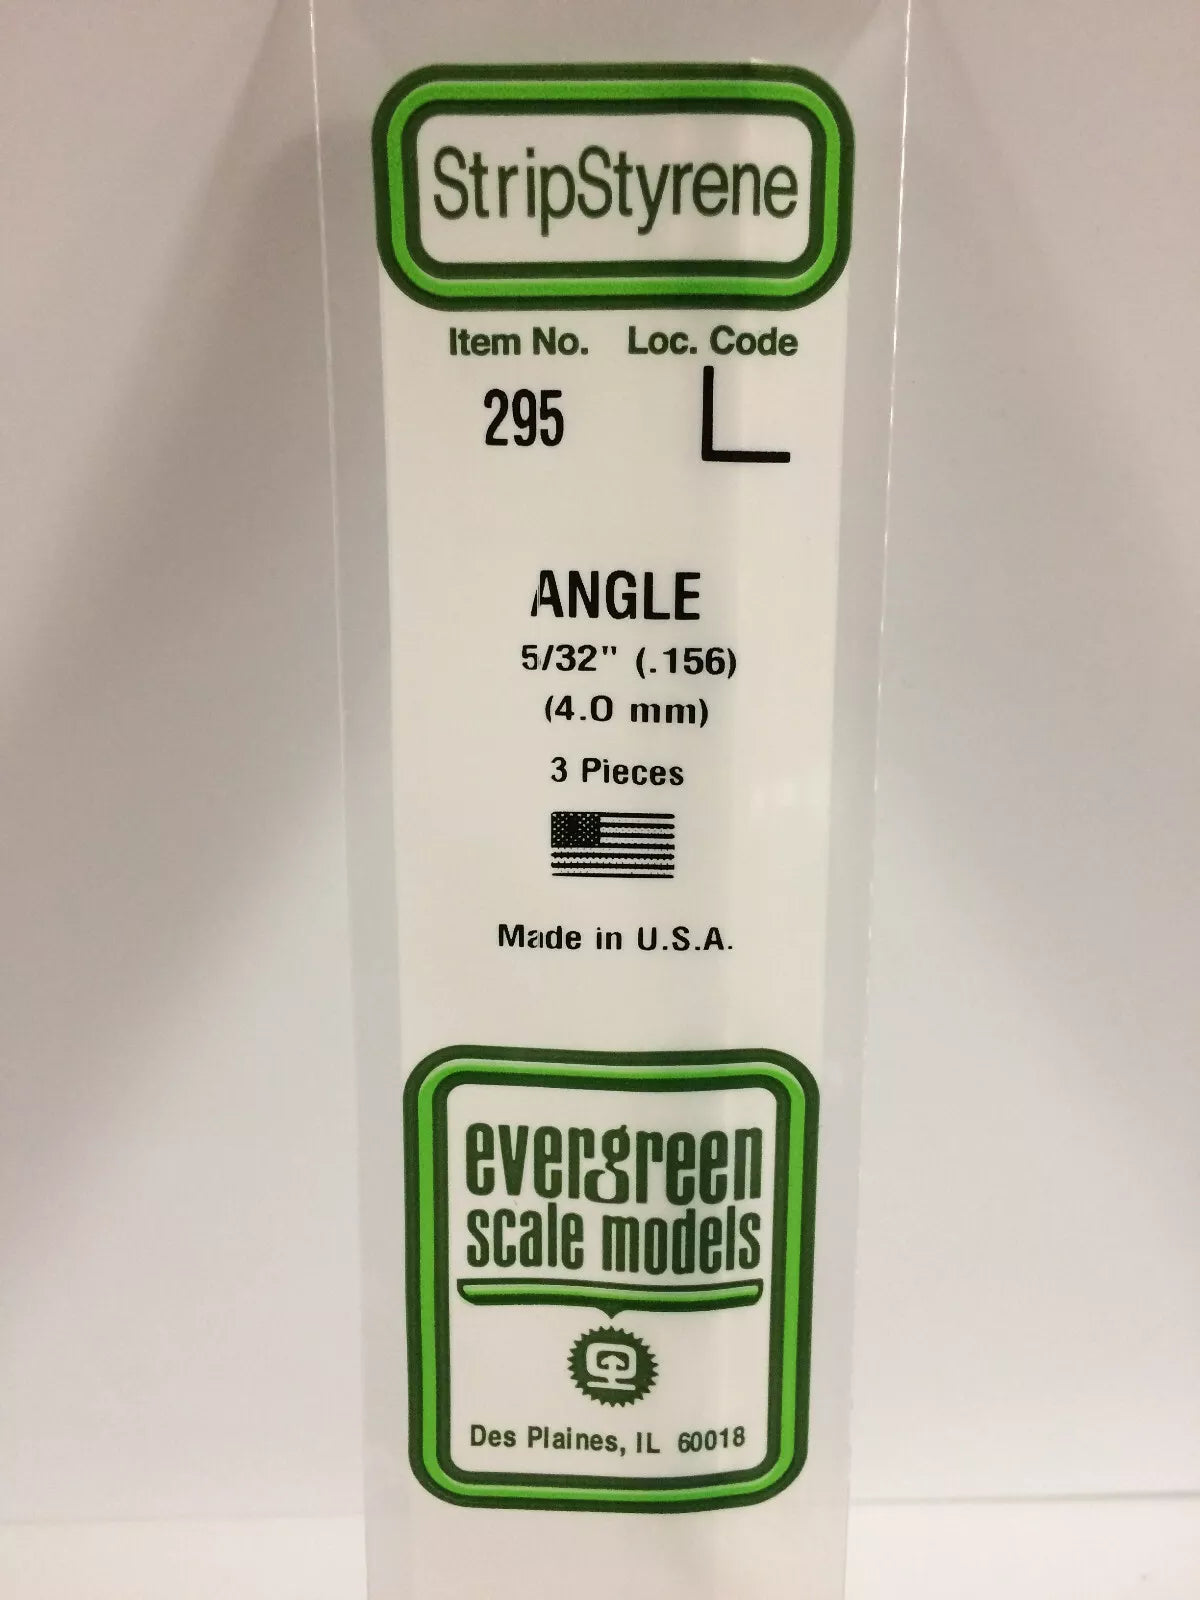 StripStyrene
Item No. Loc. Code
295 L
ANGLE
5/32" (.156)
(4.0 mm)
3 Pieces
Made in U.S.A.
evergreen
scale models
Des Plaines, IL 60018